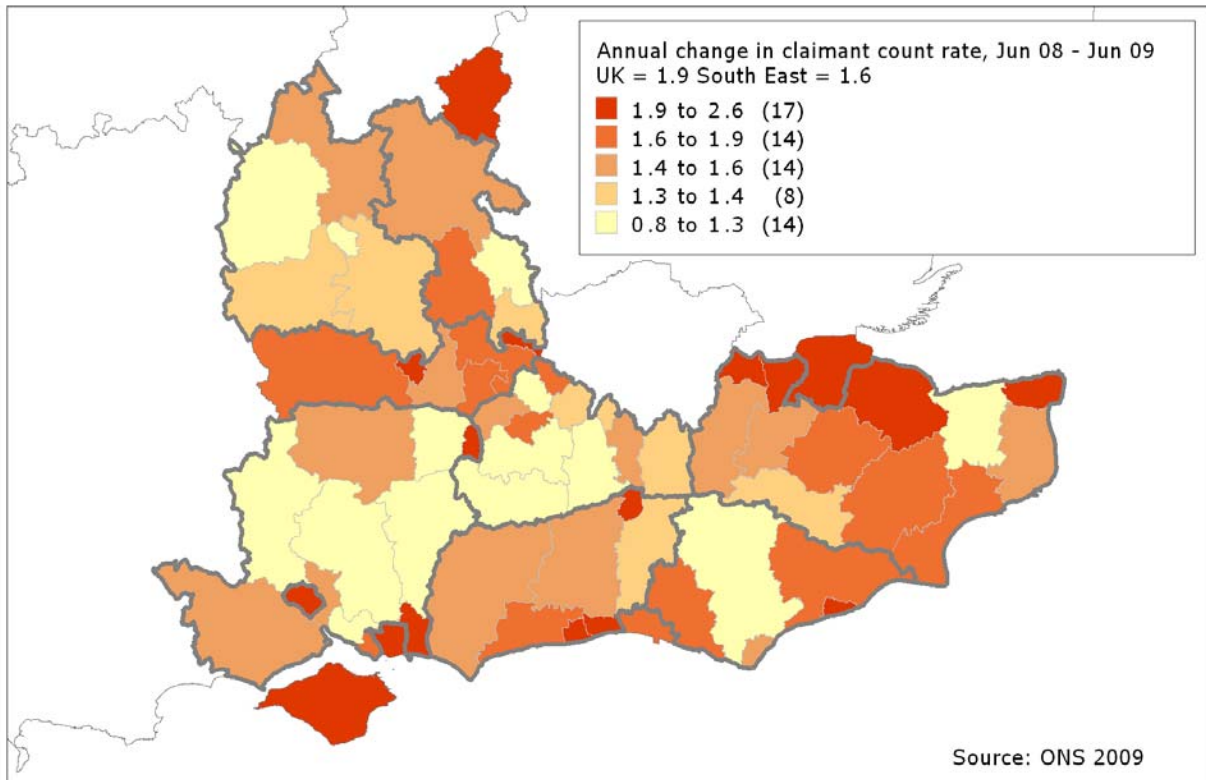 Annual change in claimant count rate, Jun 08 - Jun 09
UK = 1.9 South East = 1.6
1.9 to 2.6 (17)
1.6 to 1.9 (14)
1.4 to 1.6 (14)
1.3 to 1.4 (8)
0.8 to 1.3 (14)
Source: ONS 2009